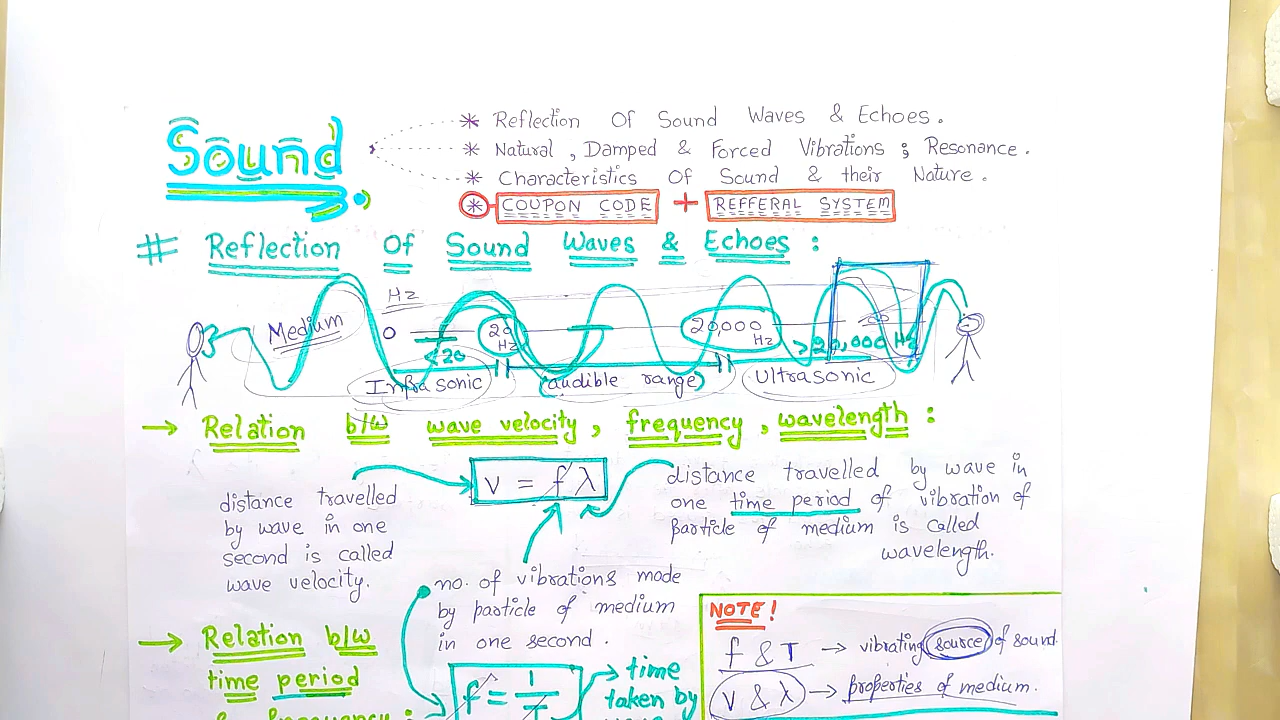 Sound
* Reflection Of Sound Waves & Echoes.
* Natural, Damped & Forced Vibrations ; Resonance.
* Characteristics Of Sound & their Nature.
* COUPON CODE + REFFERAL SYSTEM
# Reflection Of Sound Waves & Echoes :
Hz
Medium
0
20 Hz
20,000 Hz
∞
<20
>20,000 Hz
Infrasonic
(audible range)
Ultrasonic
→ Relation b/w wave velocity, frequency, wavelength :
v = fλ
distance travelled
by wave in one
second is called
wave velocity.
distance travelled by wave in
one time period of vibration of
particle of medium is called
wavelength.
no. of vibrations made
by particle of medium
in one second.
NOTE!
f & T → vibrating source of sound.
v & λ → properties of medium.
→ Relation b/w
time period
& frequency :
f = 1/T
→ time
taken by